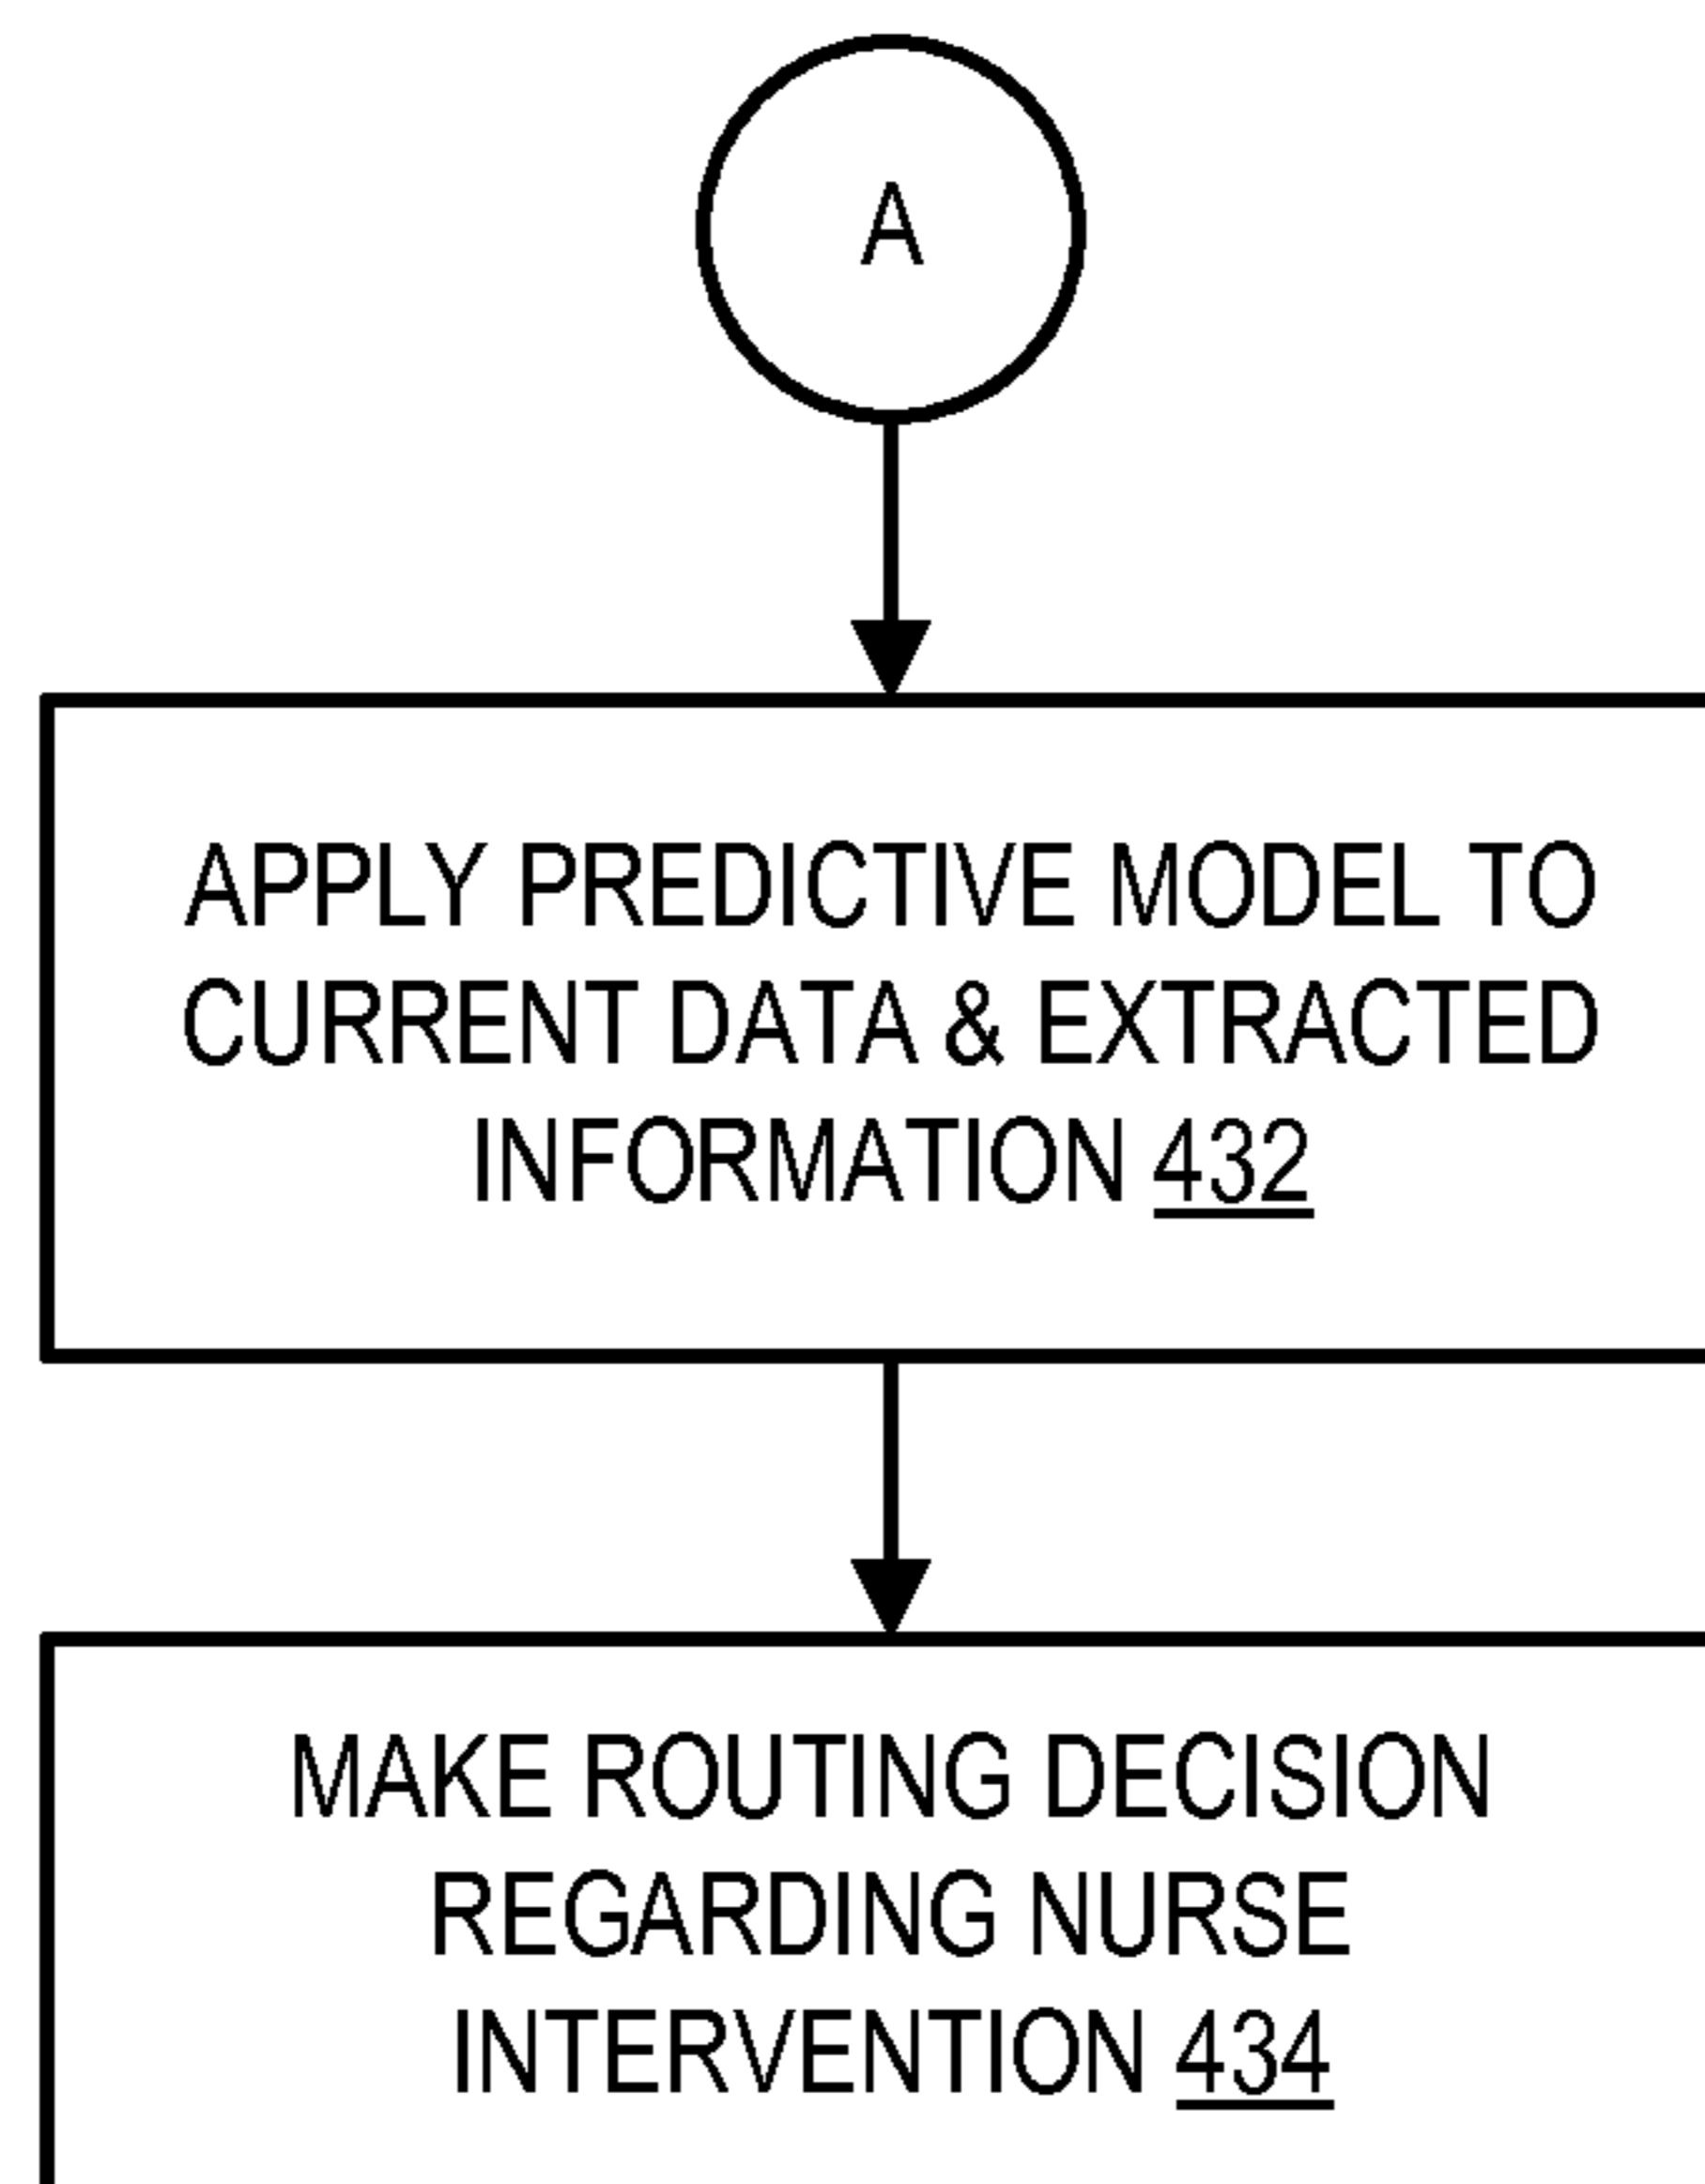 A
APPLY PREDICTIVE MODEL TO
CURRENT DATA & EXTRACTED
INFORMATION 432
MAKE ROUTING DECISION
REGARDING NURSE
INTERVENTION 434